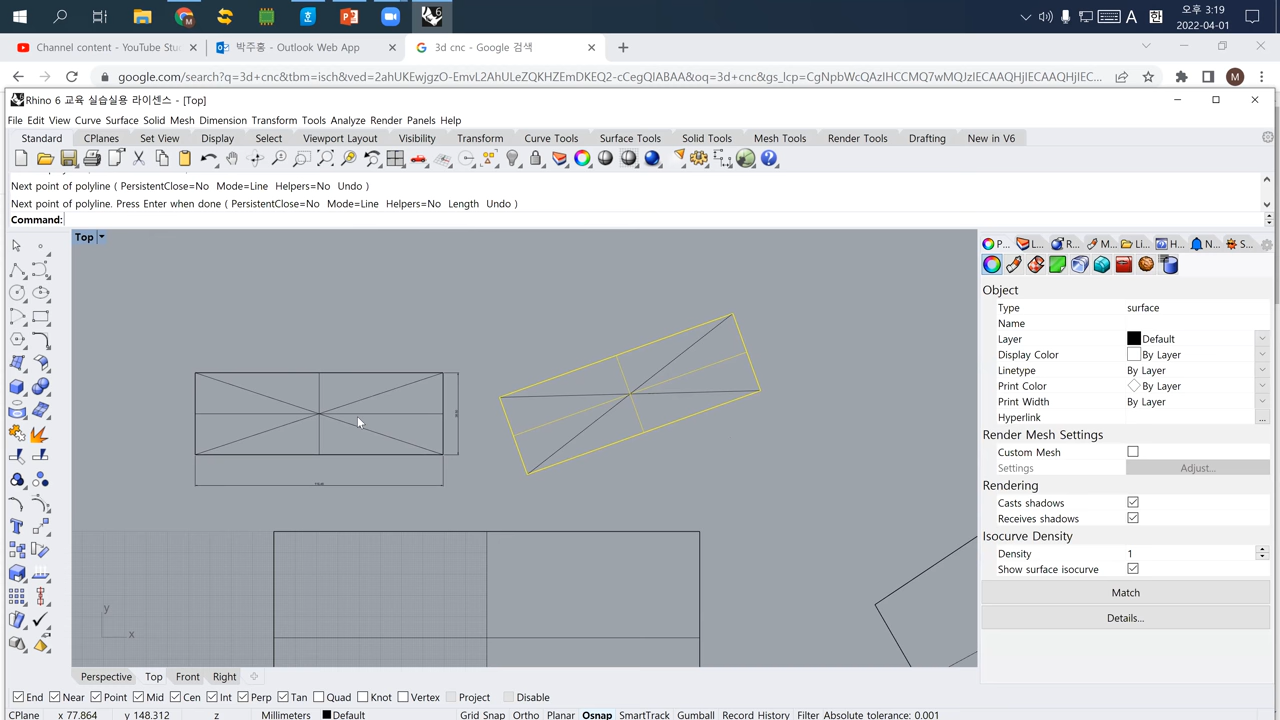 오후 3:19
A 한
2022-04-01
Channel content - YouTube Stu
박주홍 - Outlook Web App
3d cnc - Google 검색
google.com/search?q=3d+cnc&tbm=isch&ved=2ahUKEwjgzO-EmvL2AhULeZQKHZEmDKEQ2-cCegQIABAA&oq=3d+cnc&gs_lcp=CgNpbWcQAzIHCCMQ7wMQJzIECAAQHjIECAAQHjIECAAQHjIECAAQHjIEC...
M
Rhino 6 교육 실습실용 라이센스 - [Top]
File Edit View Curve Surface Solid Mesh Dimension Transform Tools Analyze Render Panels Help
Standard CPlanes Set View Display Select Viewport Layout Visibility Transform Curve Tools Surface Tools Solid Tools Mesh Tools Render Tools Drafting New in V6
Next point of polyline ( PersistentClose=No Mode=Line Helpers=No Undo )
Next point of polyline. Press Enter when done ( PersistentClose=No Mode=Line Helpers=No Length Undo )
Command:
Top
P... L... R... M... Li... H... N... S...
Object
Type surface
Name
Layer Default
Display Color By Layer
Linetype By Layer
Print Color By Layer
Print Width By Layer
Hyperlink ...
Render Mesh Settings
Custom Mesh
Settings Adjust...
Rendering
Casts shadows
Receives shadows
Isocurve Density
Density 1
Show surface isocurve
Match
Details...
y
x
Perspective Top Front Right
End Near Point Mid Cen Int Perp Tan Quad Knot Vertex Project Disable
CPlane x 77.864 y 148.312 z Millimeters Default Grid Snap Ortho Planar Osnap SmartTrack Gumball Record History Filter Absolute tolerance: 0.001